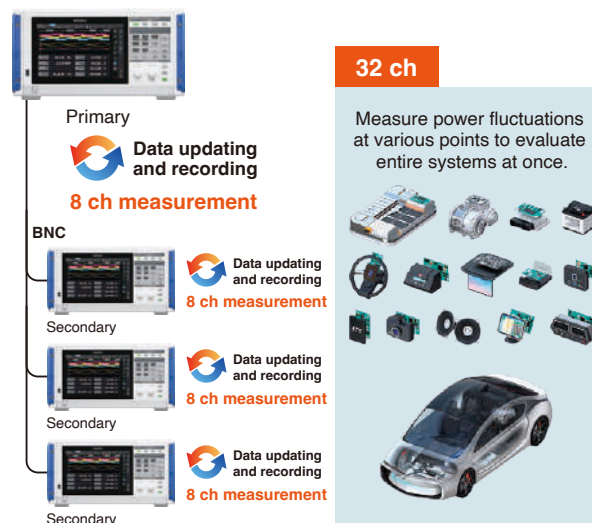 Primary
Data updating
and recording
8 ch measurement
BNC
Data updating
and recording
8 ch measurement
Secondary
Data updating
and recording
8 ch measurement
Secondary
Data updating
and recording
8 ch measurement
Secondary
32 ch
Measure power fluctuations
at various points to evaluate
entire systems at once.